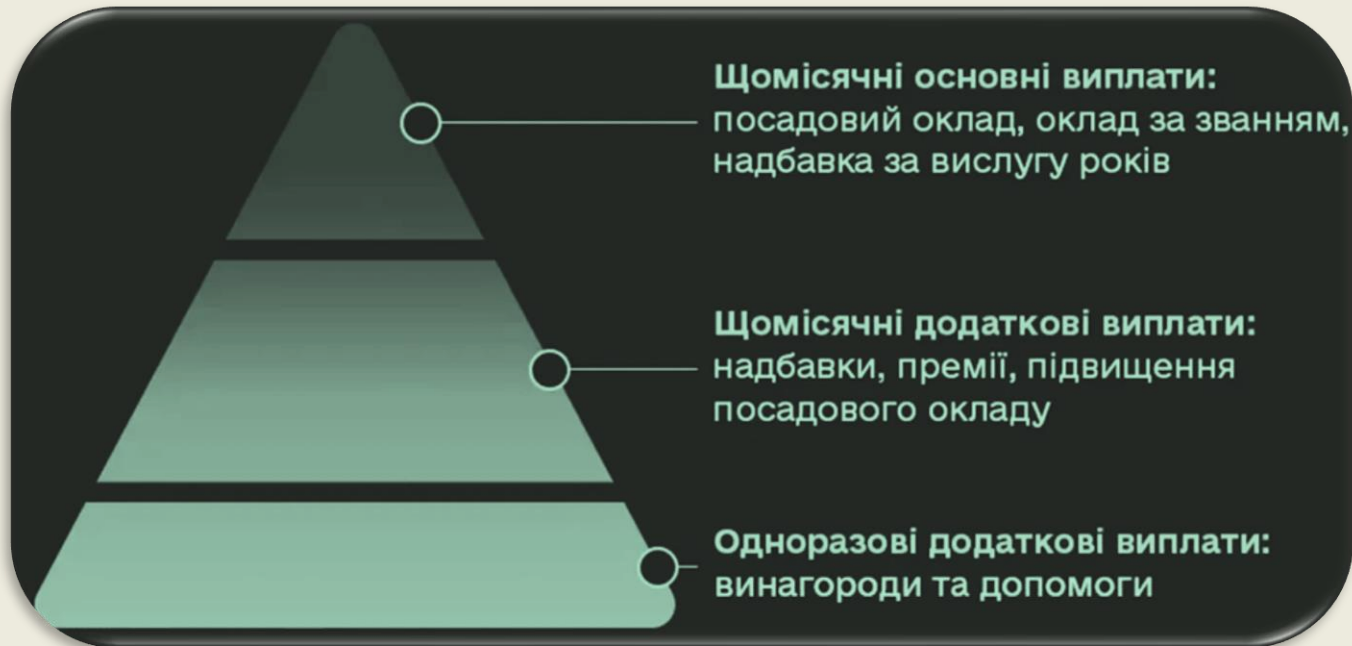 Щомісячні основні виплати:
посадовий оклад, оклад за званням,
надбавка за вислугу років
Щомісячні додаткові виплати:
надбавки, премії, підвищення
посадового окладу
Одноразові додаткові виплати:
винагороди та допомоги